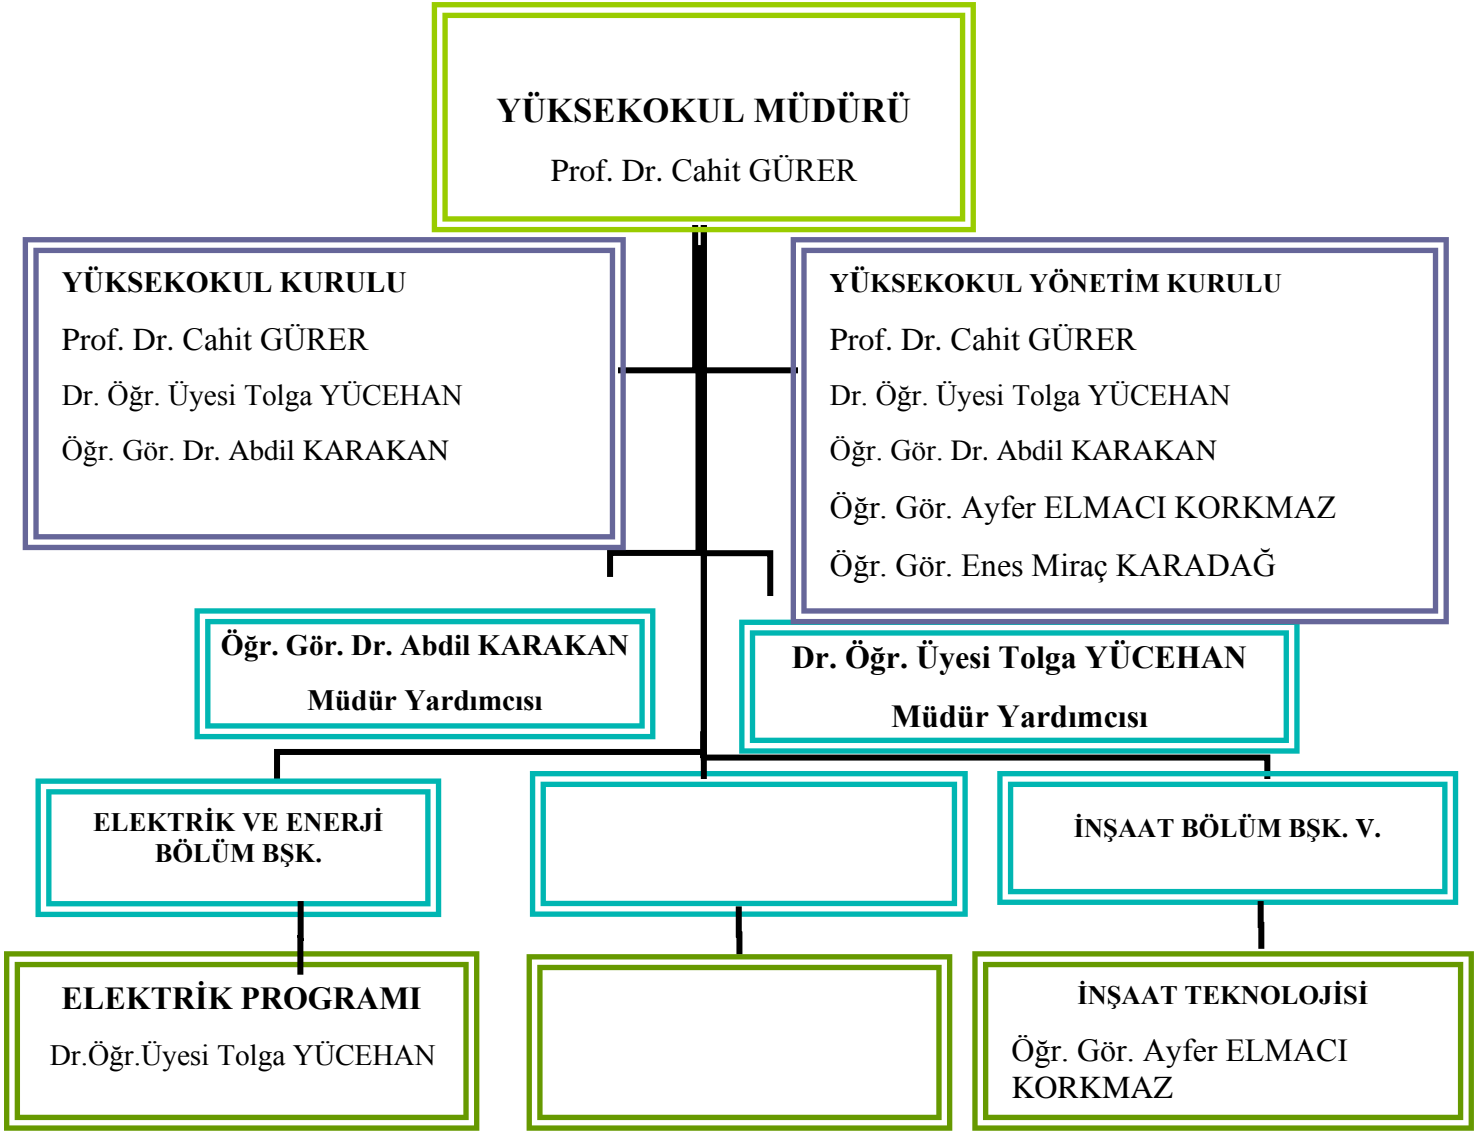 YÜKSEKOKUL MÜDÜRÜ
Prof. Dr. Cahit GÜRER
YÜKSEKOKUL KURULU
Prof. Dr. Cahit GÜRER
Dr. Öğr. Üyesi Tolga YÜCEHAN
Öğr. Gör. Dr. Abdil KARAKAN
YÜKSEKOKUL YÖNETİM KURULU
Prof. Dr. Cahit GÜRER
Dr. Öğr. Üyesi Tolga YÜCEHAN
Öğr. Gör. Dr. Abdil KARAKAN
Öğr. Gör. Ayfer ELMACI KORKMAZ
Öğr. Gör. Enes Miraç KARADAĞ
Öğr. Gör. Dr. Abdil KARAKAN
Müdür Yardımcısı
Dr. Öğr. Üyesi Tolga YÜCEHAN
Müdür Yardımcısı
ELEKTRİK VE ENERJİ
BÖLÜM BŞK.
İNŞAAT BÖLÜM BŞK. V.
ELEKTRİK PROGRAMI
Dr.Öğr.Üyesi Tolga YÜCEHAN
İNŞAAT TEKNOLOJİSİ
Öğr. Gör. Ayfer ELMACI
KORKMAZ